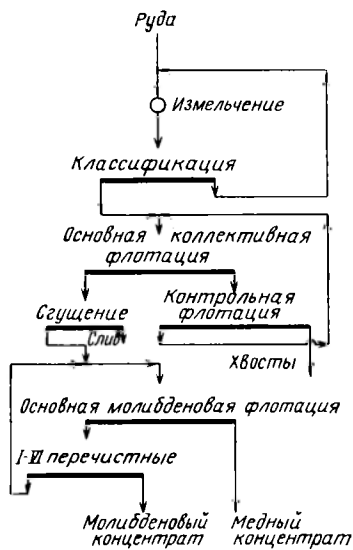 Руда
Измельчение
Классификация
Основная коллективная
флотация
Сгущение
Контрольная
флотация
Слив
Хвосты
Основная молибденовая флотация
I-VI перечистные
Молибденовый
концентрат
Медный
концентрат